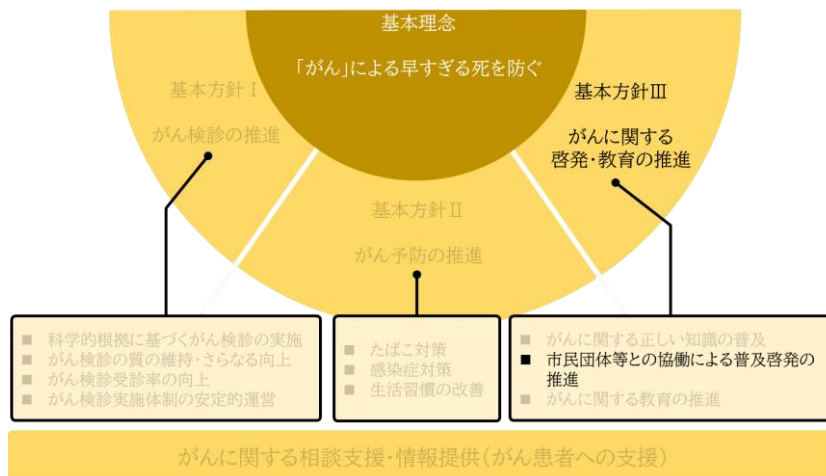 基本理念
「がん」による早すぎる死を防ぐ
基本方針Ⅰ
がん検診の推進
基本方針Ⅲ
がんに関する
啓発・教育の推進
基本方針Ⅱ
がん予防の推進
■ 科学的根拠に基づくがん検診の実施
■ がん検診の質の維持・さらなる向上
■ がん検診受診率の向上
■ がん検診実施体制の安定的運営
■ たばこ対策
■ 感染症対策
■ 生活習慣の改善
■ がんに関する正しい知識の普及
■ 市民団体等との協働による普及啓発の
推進
■ がんに関する教育の推進
がんに関する相談支援・情報提供(がん患者への支援)